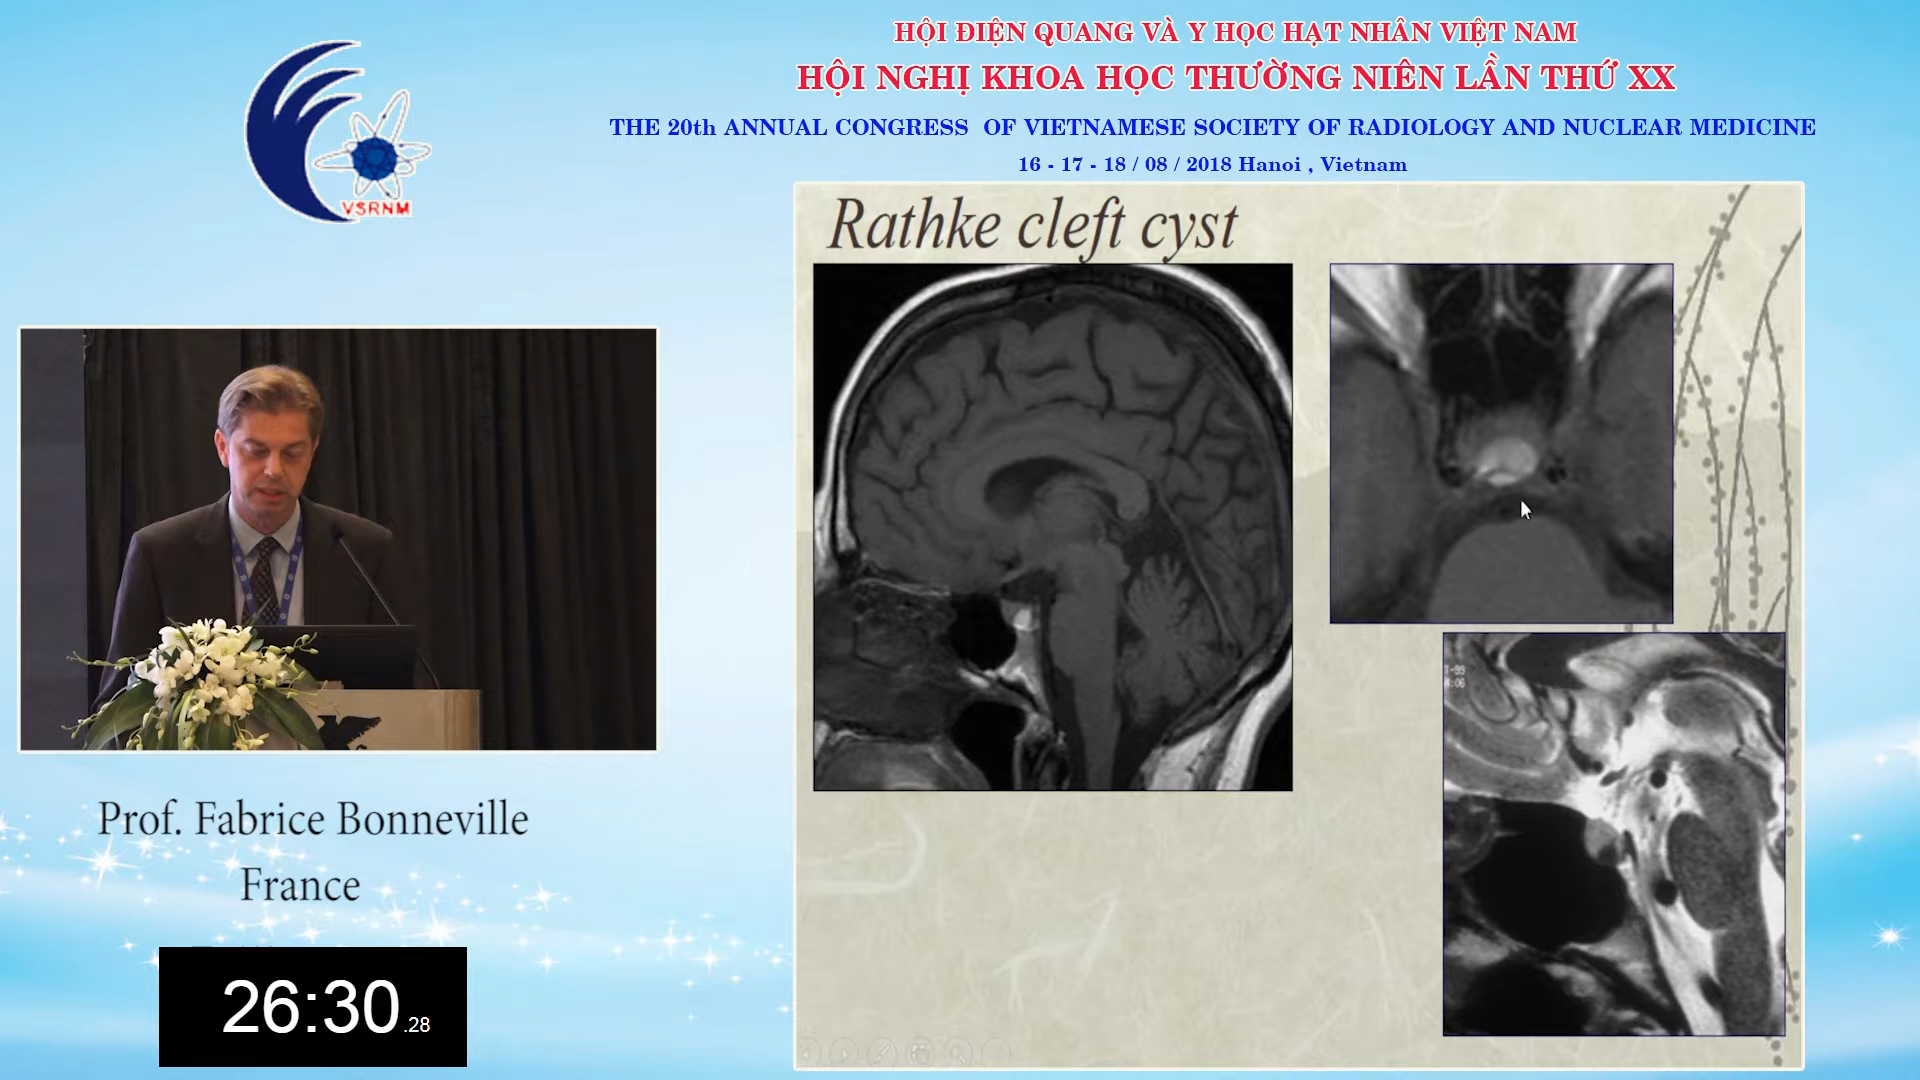 HỘI ĐIỆN QUANG VÀ Y HỌC HẠT NHÂN VIỆT NAM
HỘI NGHỊ KHOA HỌC THƯỜNG NIÊN LẦN THỨ XX
THE 20th ANNUAL CONGRESS OF VIETNAMESE SOCIETY OF RADIOLOGY AND NUCLEAR MEDICINE
16 - 17 - 18 / 08 / 2018 Hanoi , Vietnam
VSRNM
Rathke cleft cyst
Prof. Fabrice Bonneville
France
26:30.28